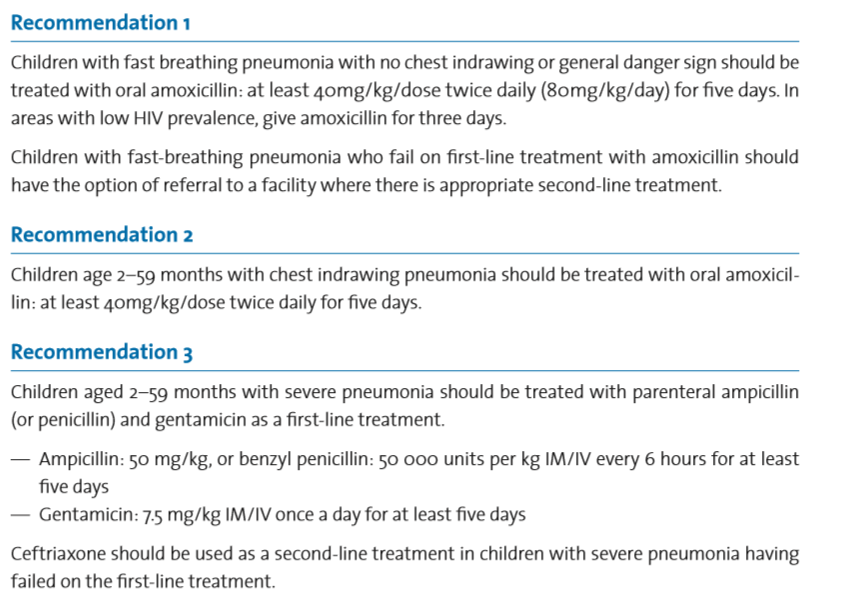 Recommendation 1
Children with fast breathing pneumonia with no chest indrawing or general danger sign should be
treated with oral amoxicillin: at least 40mg/kg/dose twice daily (80mg/kg/day) for five days. In
areas with low HIV prevalence, give amoxicillin for three days.
Children with fast-breathing pneumonia who fail on first-line treatment with amoxicillin should
have the option of referral to a facility where there is appropriate second-line treatment.
Recommendation 2
Children age 2–59 months with chest indrawing pneumonia should be treated with oral amoxicil-
lin: at least 40mg/kg/dose twice daily for five days.
Recommendation 3
Children aged 2–59 months with severe pneumonia should be treated with parenteral ampicillin
(or penicillin) and gentamicin as a first-line treatment.
— Ampicillin: 50 mg/kg, or benzyl penicillin: 50 000 units per kg IM/IV every 6 hours for at least
five days
— Gentamicin: 7.5 mg/kg IM/IV once a day for at least five days
Ceftriaxone should be used as a second-line treatment in children with severe pneumonia having
failed on the first-line treatment.